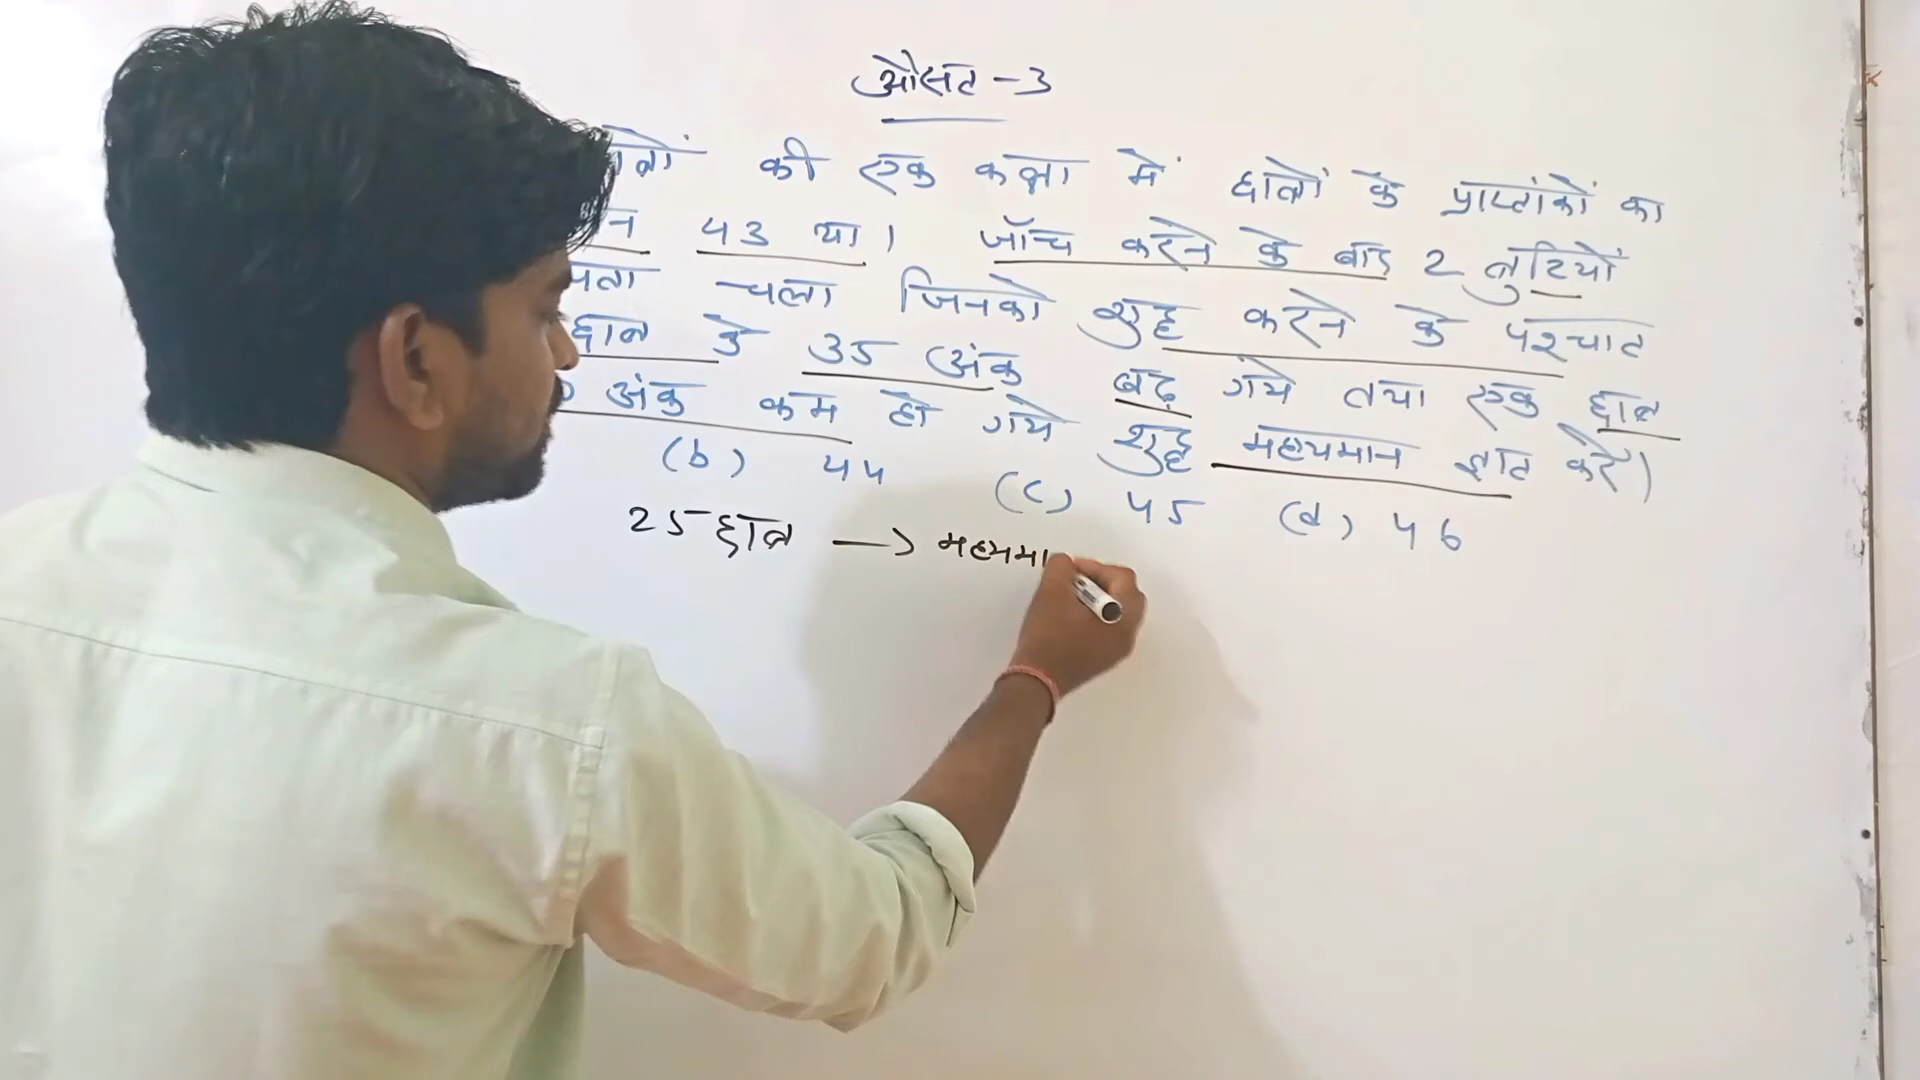 औसत - 3
की एक कक्षा में छात्रों के प्राप्तांकों का
43 था। जाँच करने के बाद 2 त्रुटियों
पता चला जिनको शुद्ध करने के पश्चात
छात्र के 35 अंक बढ़ गये तथा एक छात्र
अंक कम हो गये शुद्ध मध्यमान ज्ञात करें।
(b) 44 (c) 45 (d) 46
25 छात्र → मध्यमा